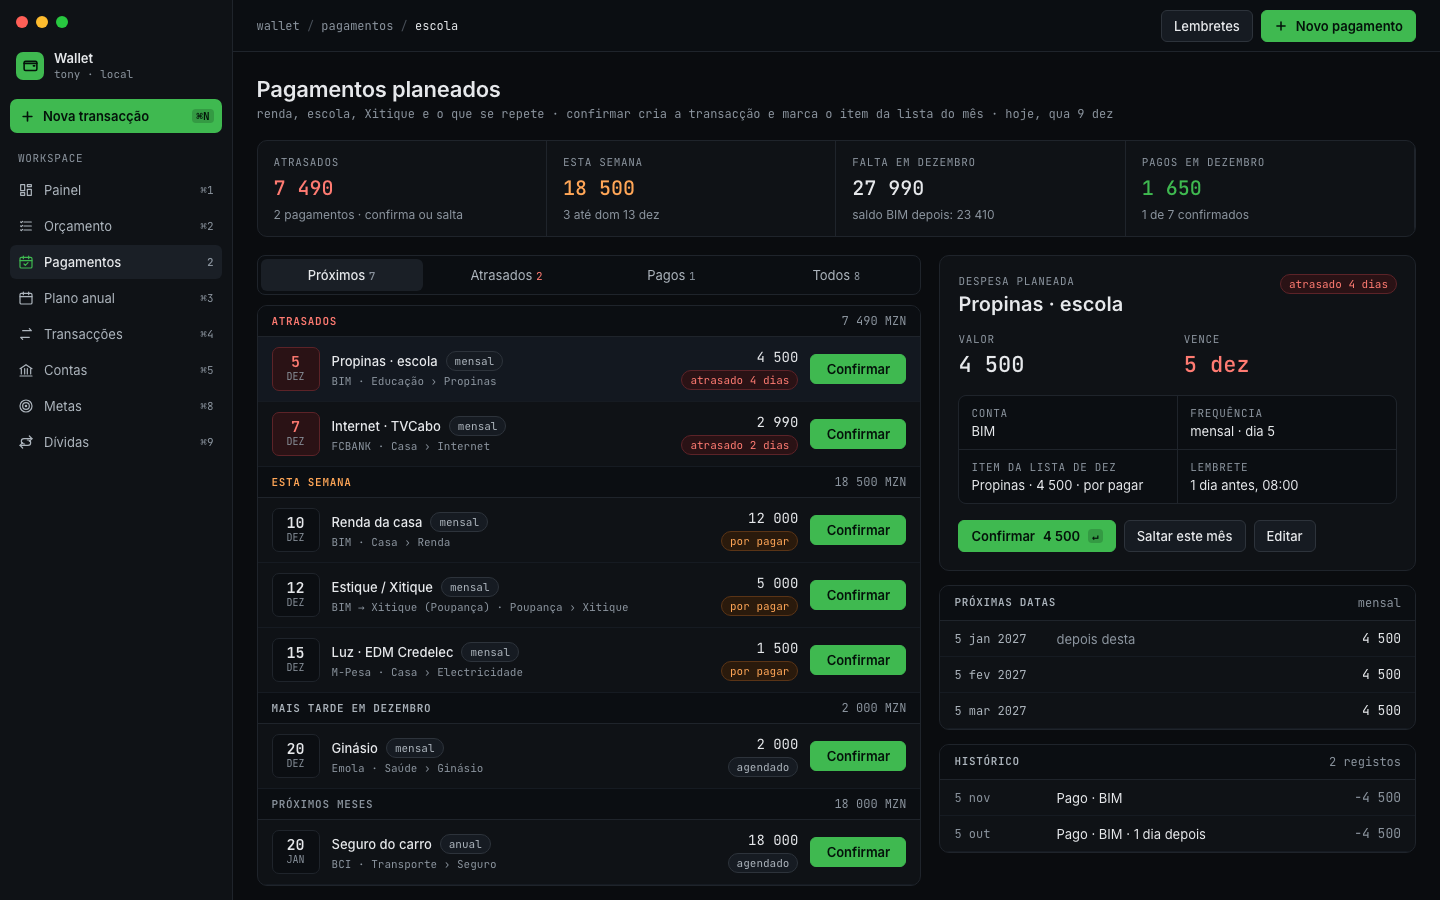 Wallet
tony · local
Nova transacção ⌘N
WORKSPACE
Painel ⌘1
Orçamento ⌘2
Pagamentos 2
Plano anual ⌘3
Transacções ⌘4
Contas ⌘5
Metas ⌘8
Dívidas ⌘9
wallet / pagamentos / escola
Lembretes
+ Novo pagamento
Pagamentos planeados
renda, escola, Xitique e o que se repete · confirmar cria a transacção e marca o item da lista do mês · hoje, qua 9 dez
ATRASADOS
7 490
2 pagamentos · confirma ou salta
ESTA SEMANA
18 500
3 até dom 13 dez
FALTA EM DEZEMBRO
27 990
saldo BIM depois: 23 410
PAGOS EM DEZEMBRO
1 650
1 de 7 confirmados
Próximos 7
Atrasados 2
Pagos 1
Todos 8
ATRASADOS 7 490 MZN
5 DEZ
Propinas · escola mensal
BIM · Educação › Propinas
4 500
atrasado 4 dias
Confirmar
7 DEZ
Internet · TVCabo mensal
FCBANK · Casa › Internet
2 990
atrasado 2 dias
Confirmar
ESTA SEMANA 18 500 MZN
10 DEZ
Renda da casa mensal
BIM · Casa › Renda
12 000
por pagar
Confirmar
12 DEZ
Estique / Xitique mensal
BIM → Xitique (Poupança) · Poupança › Xitique
5 000
por pagar
Confirmar
15 DEZ
Luz · EDM Credelec mensal
M-Pesa · Casa › Electricidade
1 500
por pagar
Confirmar
MAIS TARDE EM DEZEMBRO 2 000 MZN
20 DEZ
Ginásio mensal
Emola · Saúde › Ginásio
2 000
agendado
Confirmar
PRÓXIMOS MESES 18 000 MZN
20 JAN
Seguro do carro anual
BCI · Transporte › Seguro
18 000
agendado
Confirmar
DESPESA PLANEADA
atrasado 4 dias
Propinas · escola
VALOR
4 500
VENCE
5 dez
CONTA
BIM
FREQUÊNCIA
mensal · dia 5
ITEM DA LISTA DE DEZ
Propinas · 4 500 · por pagar
LEMBRETE
1 dia antes, 08:00
Confirmar 4 500 ↵
Saltar este mês
Editar
PRÓXIMAS DATAS mensal
5 jan 2027 depois desta 4 500
5 fev 2027 4 500
5 mar 2027 4 500
HISTÓRICO 2 registos
5 nov Pago · BIM -4 500
5 out Pago · BIM · 1 dia depois -4 500